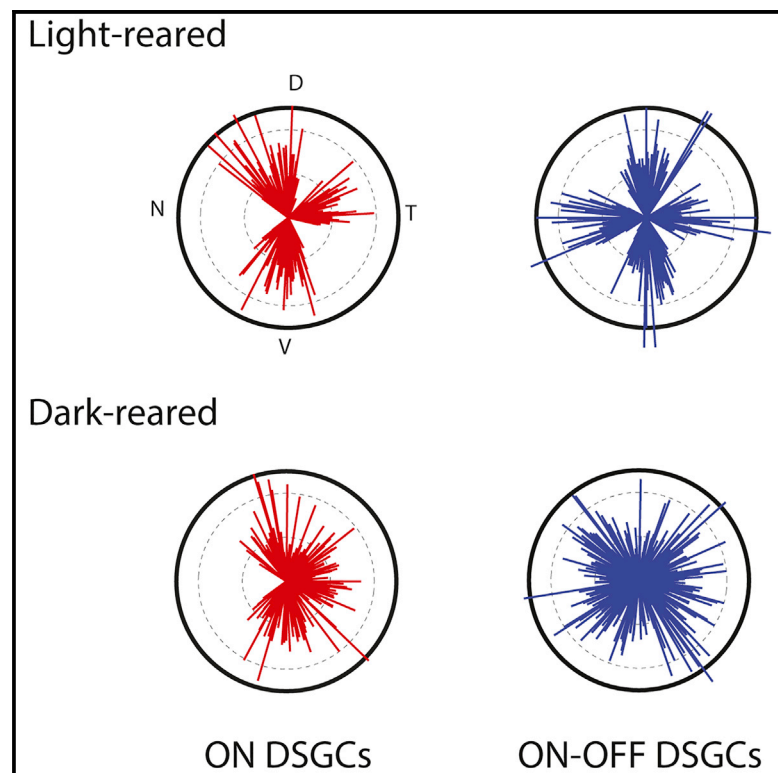 Light-reared
D
N
T
V
Dark-reared
ON DSGCs
ON-OFF DSGCs